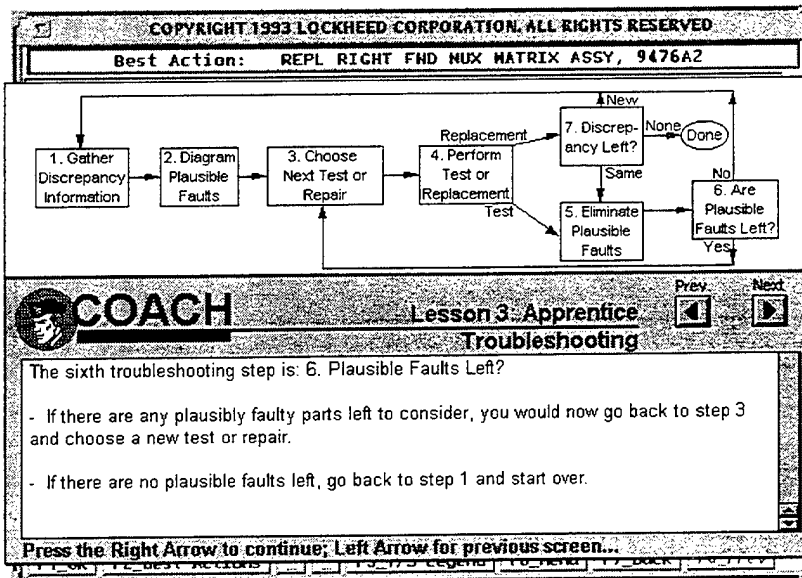 COPYRIGHT 1993 LOCKHEED CORPORATION, ALL RIGHTS RESERVED
Best Action: REPL RIGHT FWD MUX MATRIX ASSY, 9476A2
1. Gather
Discrepancy
Information
2. Diagram
Plausible
Faults
3. Choose
Next Test or
Repair
4. Perform
Test or
Replacement
Replacement
Test
New
7. Discrep-
ancy Left?
None
Done
Same
5. Eliminate
Plausible
Faults
No
6. Are
Plausible
Faults Left?
Yes
COACH
Lesson 3: Apprentice
Troubleshooting
Prev
Next
The sixth troubleshooting step is: 6. Plausible Faults Left?
- If there are any plausibly faulty parts left to consider, you would now go back to step 3
and choose a new test or repair.
- If there are no plausible faults left, go back to step 1 and start over.
Press the Right Arrow to continue; Left Arrow for previous screen...